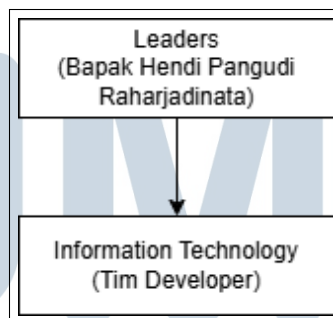 Leaders
(Bapak Hendi Pangudi
Raharjadinata)
Information Technology
(Tim Developer)